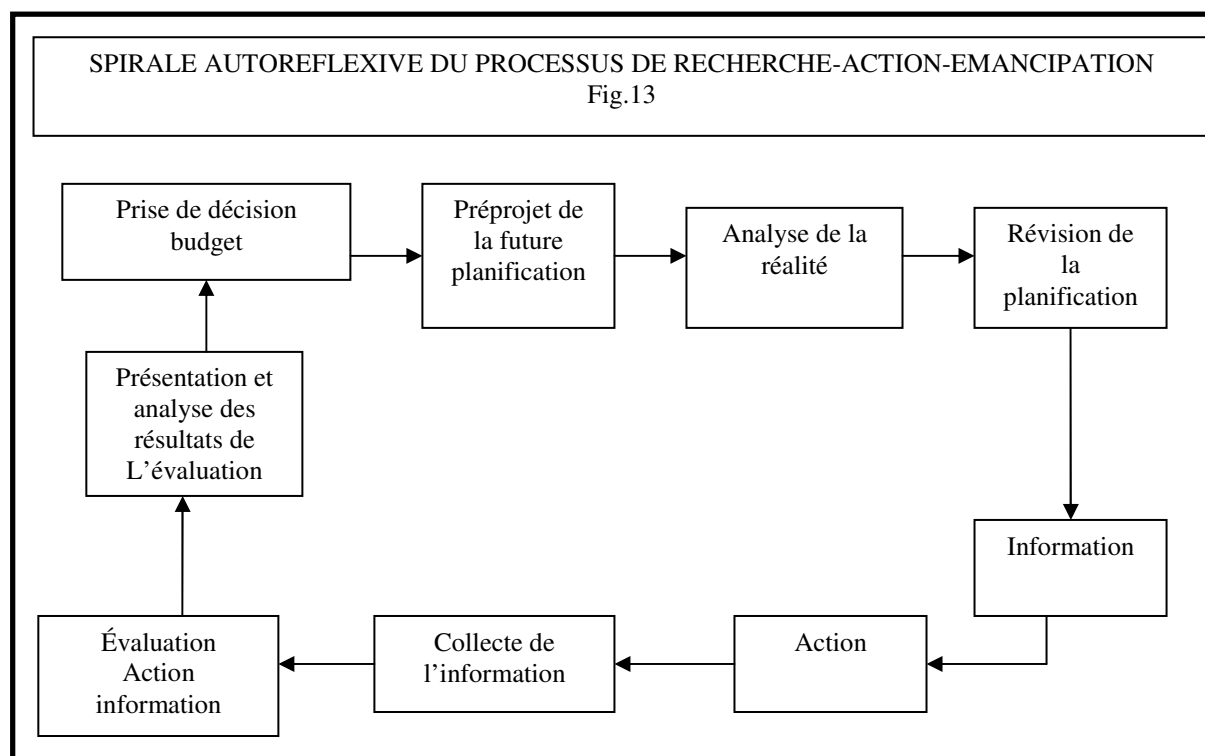 SPIRALE AUTOREFLEXIVE DU PROCESSUS DE RECHERCHE-ACTION-EMANCIPATION
Fig.13
Prise de décision
budget
Préprojet de
la future
planification
Analyse de la
réalité
Révision de
la
planification
Présentation et
analyse des
résultats de
L’évaluation
Information
Évaluation
Action
information
Collecte de
l’information
Action